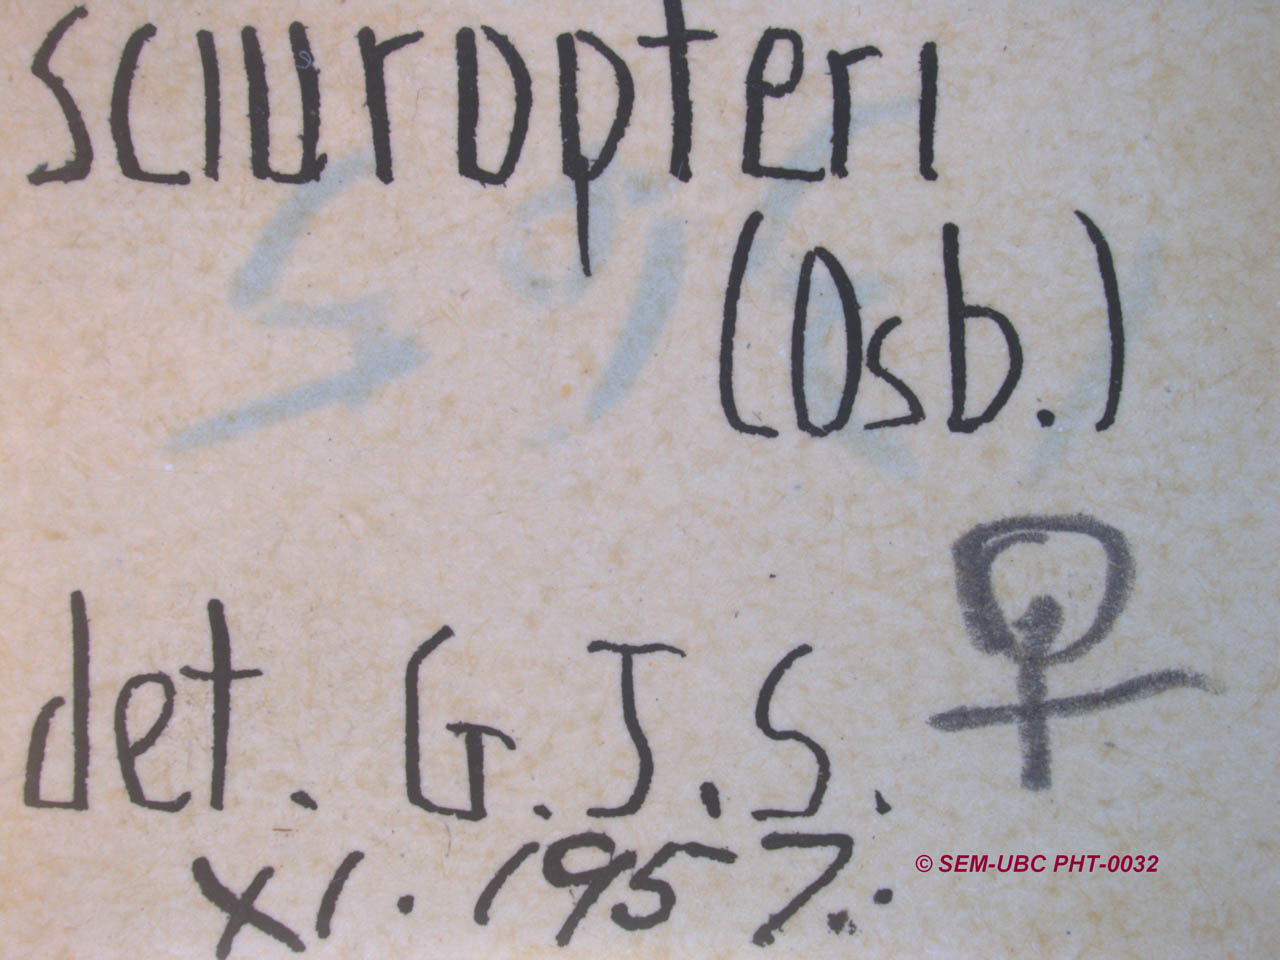 sciuropteri
(Osb.)
♀
det. G.J.S.
XI. 1957.
© SEM-UBC PHT-0032